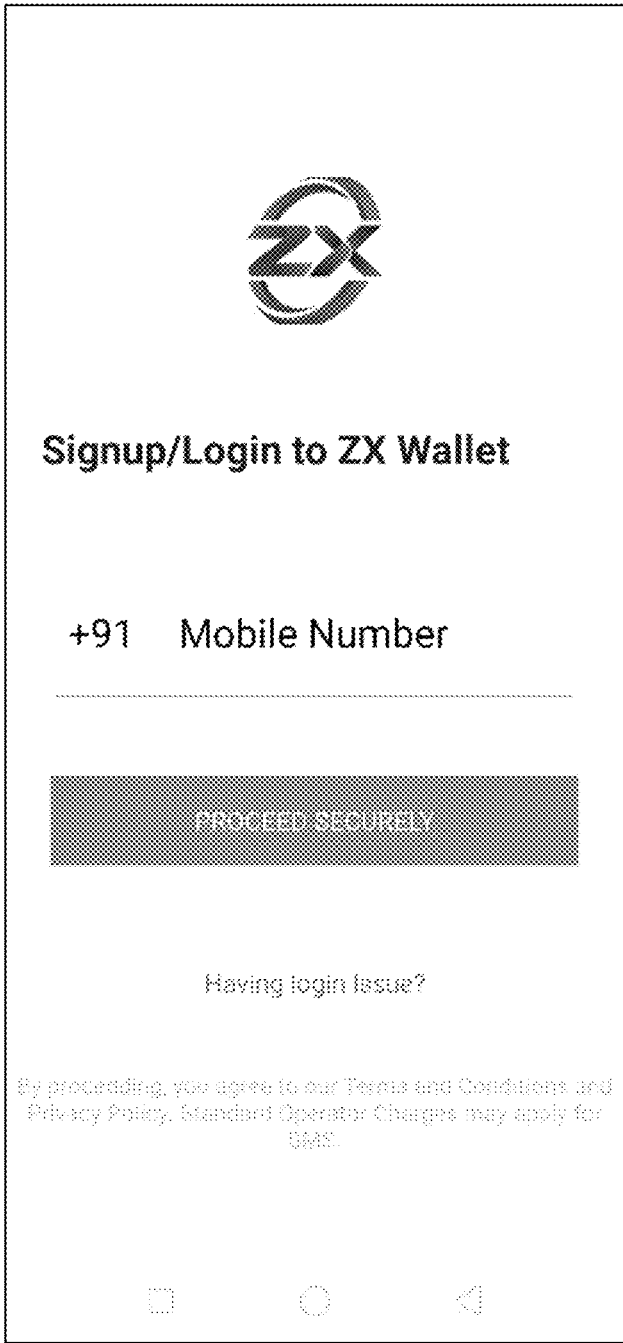 ZX
Signup/Login to ZX Wallet
+91 Mobile Number
PROCEED SECURELY
Having login Issue?
By procedding, you agree to our Terms and Conditions and
Privacy Policy. Standard Operator Charges may apply for
SMS.